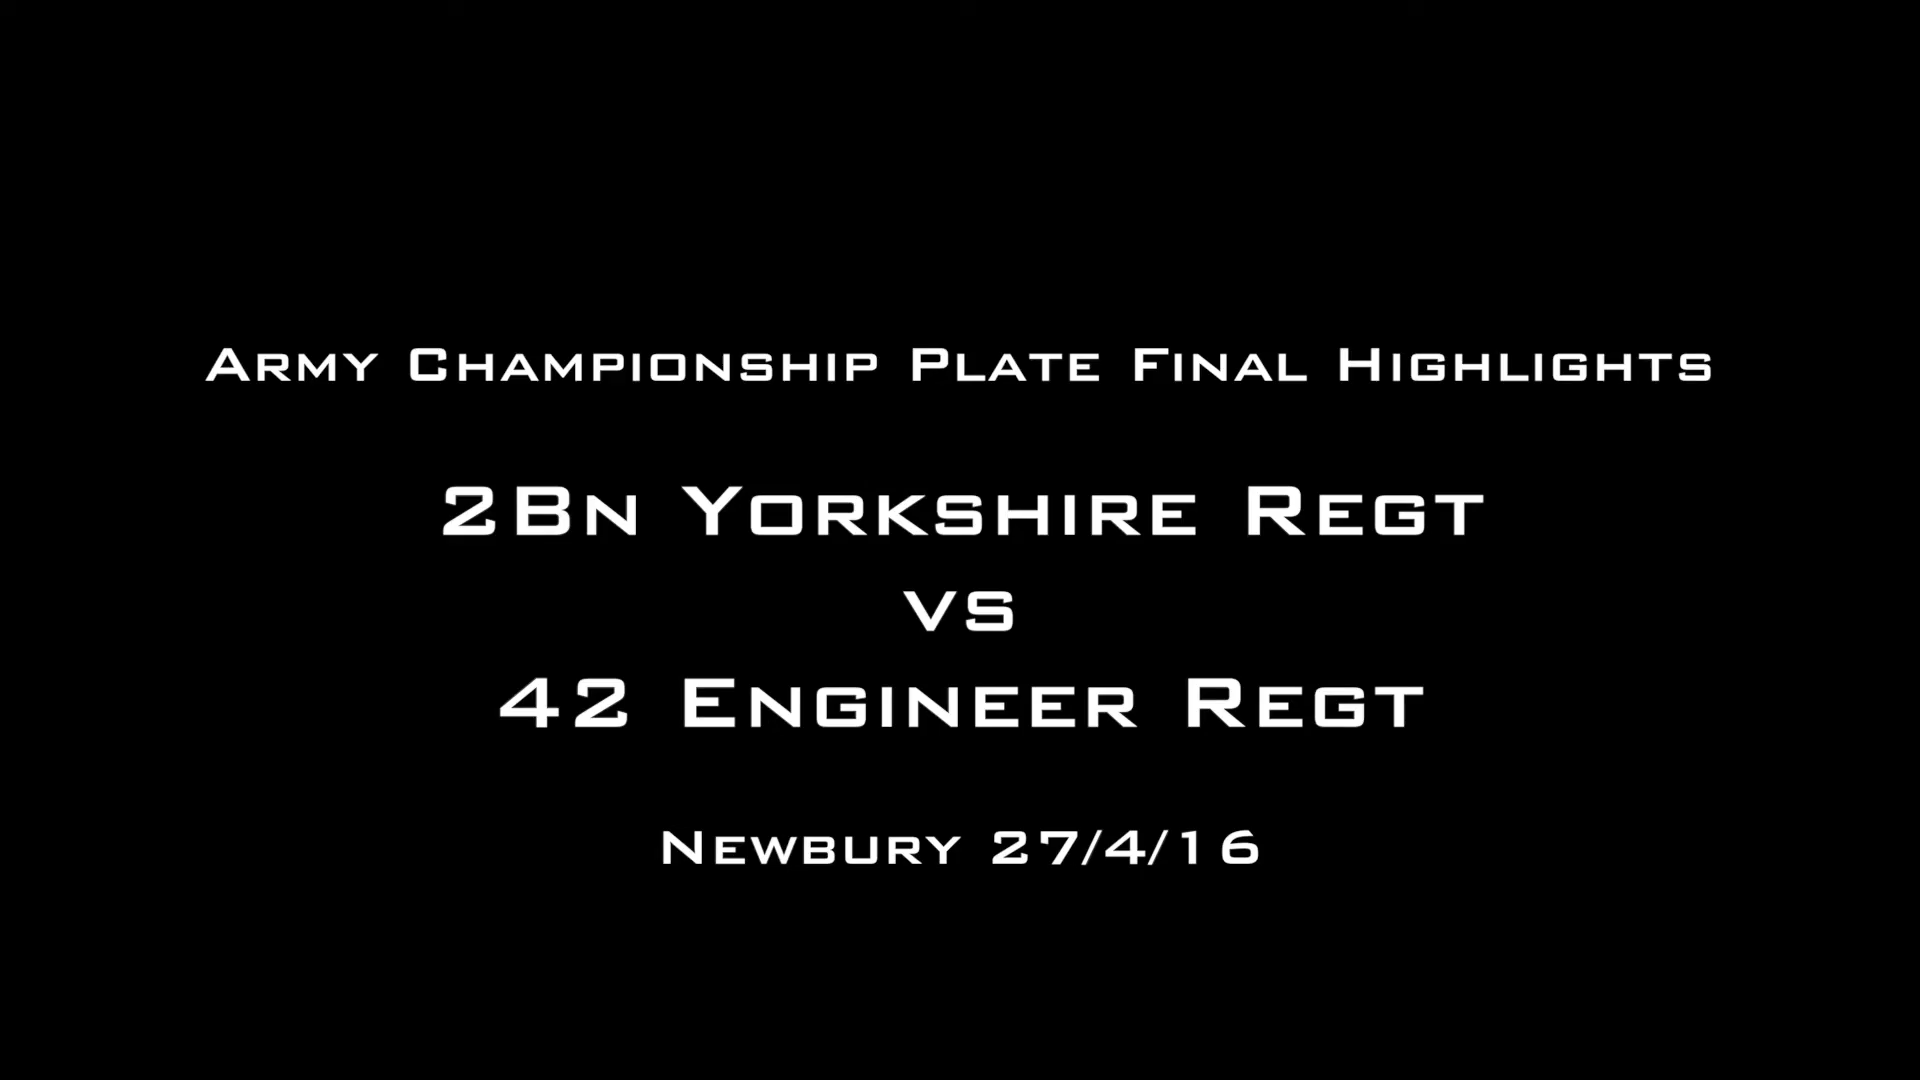 Army Championship Plate Final Highlights
2Bn Yorkshire Regt
vs
42 Engineer Regt
Newbury 27/4/16